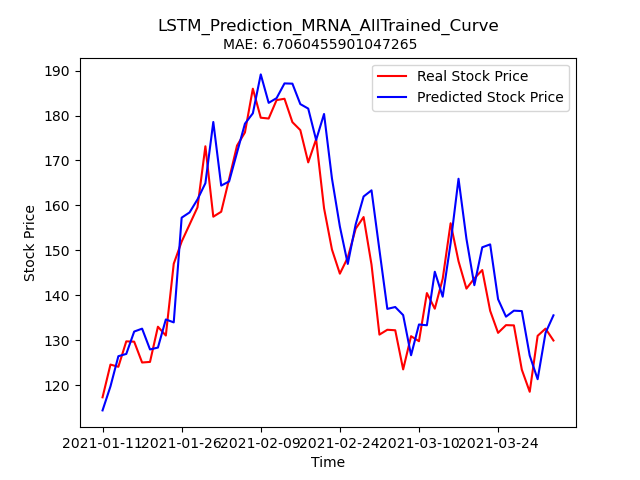 LSTM_Prediction_MRNA_AllTrained_Curve
MAE: 6.7060455901047265
Real Stock Price
Predicted Stock Price
Stock Price
190
180
170
160
150
140
130
120
2021-01-11 2021-01-26 2021-02-09 2021-02-24 2021-03-10 2021-03-24
Time